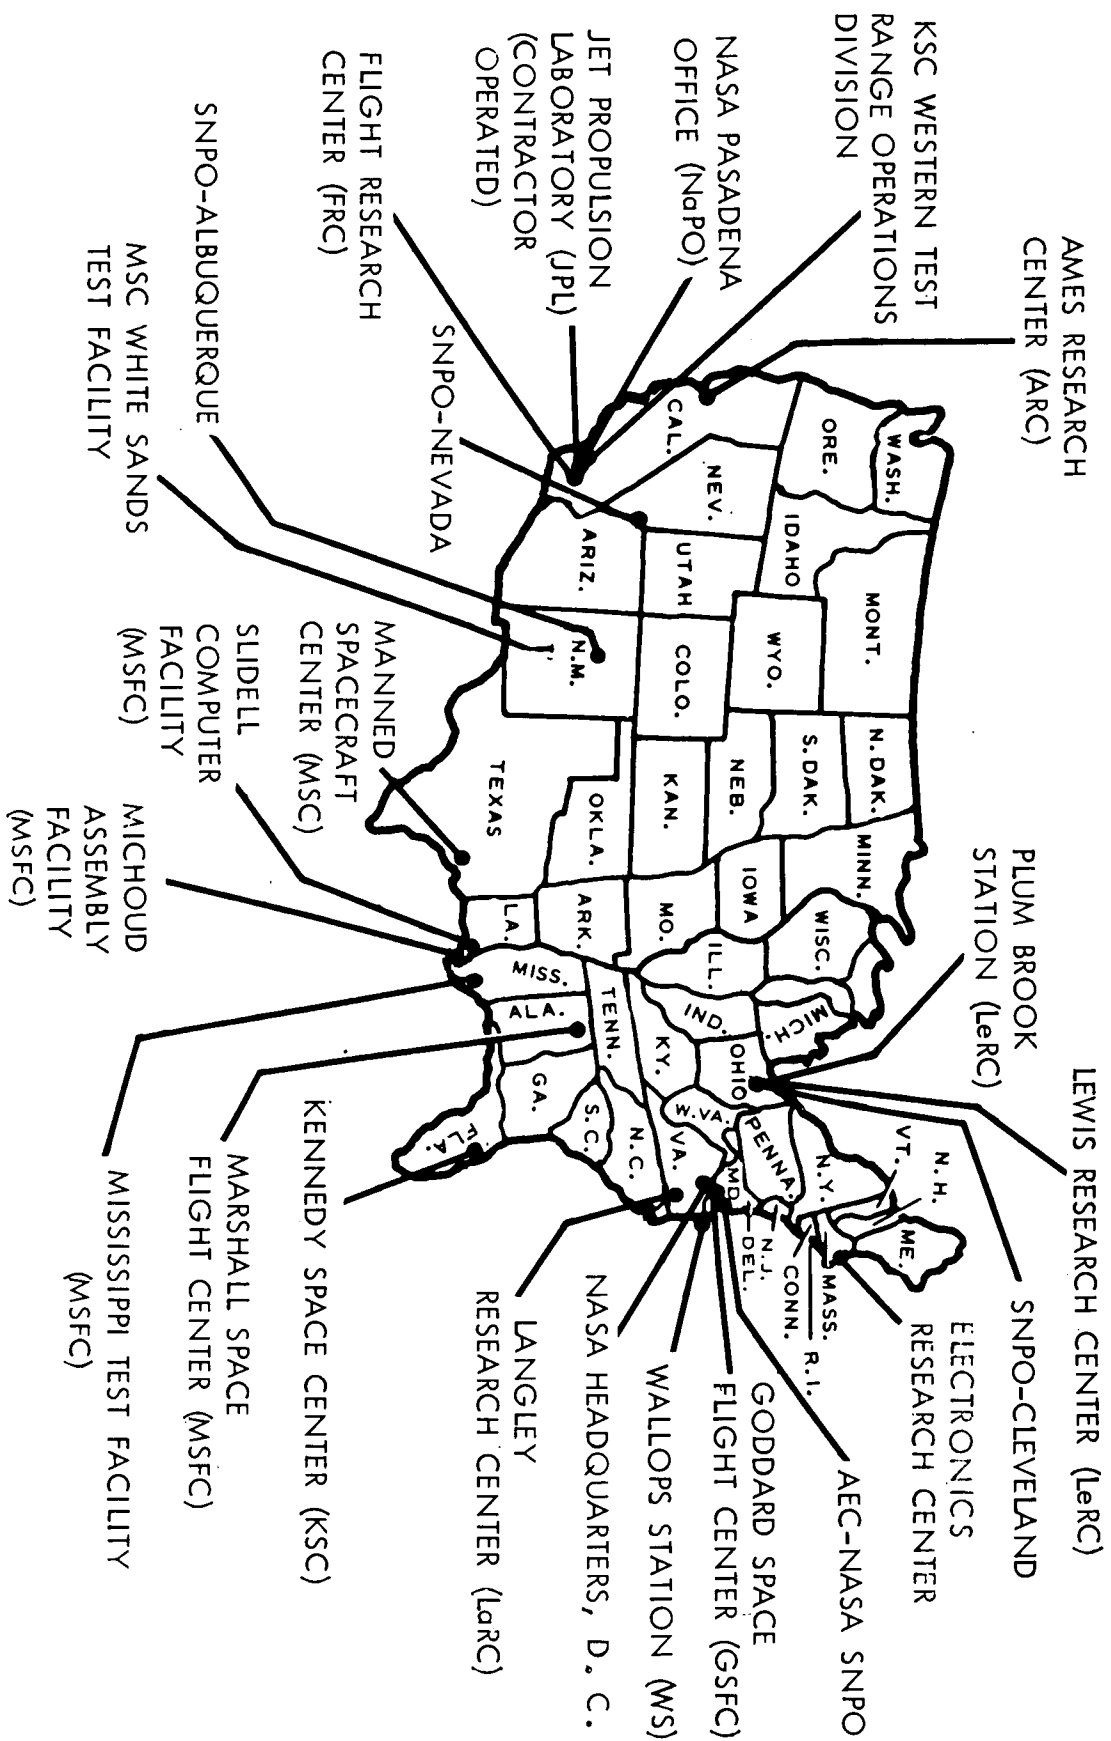 AMES RESEARCH
CENTER (ARC)
KSC WESTERN TEST
RANGE OPERATIONS
DIVISION
NASA PASADENA
OFFICE (NaPO)
JET PROPULSION
LABORATORY (JPL)
(CONTRACTOR
OPERATED)
FLIGHT RESEARCH
CENTER (FRC)
SNPO-NEVADA
SNPO-ALBUQUERQUE
MSC WHITE SANDS
TEST FACILITY
MANNED
SPACECRAFT
CENTER (MSC)
SLIDELL
COMPUTER
FACILITY
(MSFC)
MICHOUD
ASSEMBLY
FACILITY
(MSFC)
PLUM BROOK
STATION (LeRC)
LEWIS RESEARCH CENTER (LeRC)
SNPO-CLEVELAND
ELECTRONICS
RESEARCH CENTER
AEC-NASA SNPO
GODDARD SPACE
FLIGHT CENTER (GSFC)
WALLOPS STATION (WS)
NASA HEADQUARTERS, D. C.
LANGLEY
RESEARCH CENTER (LaRC)
KENNEDY SPACE CENTER (KSC)
MARSHALL SPACE
FLIGHT CENTER (MSFC)
MISSISSIPPI TEST FACILITY
(MSFC)
WASH.
ORE.
CAL.
NEV.
IDAHO
UTAH
ARIZ.
MONT.
WYO.
COLO.
N.M.
N.DAK.
S.DAK.
NEB.
KAN.
OKLA.
TEXAS
MINN.
IOWA
MO.
ARK.
LA.
WISC.
ILL.
MICH.
IND.
OHIO
KY.
TENN.
MISS.
ALA.
GA.
FLA.
S.C.
N.C.
VA.
W.VA.
MD.
DEL.
PENNA.
N.J.
N.Y.
CONN.
R.I.
MASS.
VT.
N.H.
ME.